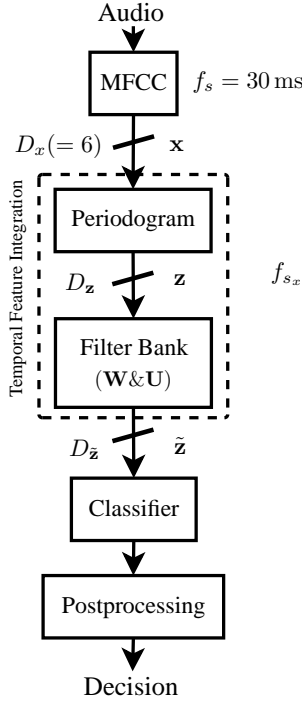 Audio
MFCC
f_s = 30 ms
D_x(= 6)
x
Temporal Feature Integration
Periodogram
D_z
z
f_{s_x}
Filter Bank
(W&U)
D_z̃
z̃
Classifier
Postprocessing
Decision